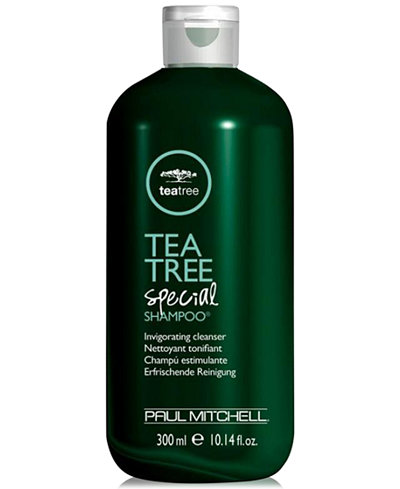 teatree
TEA
TREE
special
SHAMPOO®
Invigorating cleanser
Nettoyant tonifiant
Champú estimulante
Erfrischende Reinigung
PAUL MITCHELL®
300 ml ℮ 10.14 fl.oz.